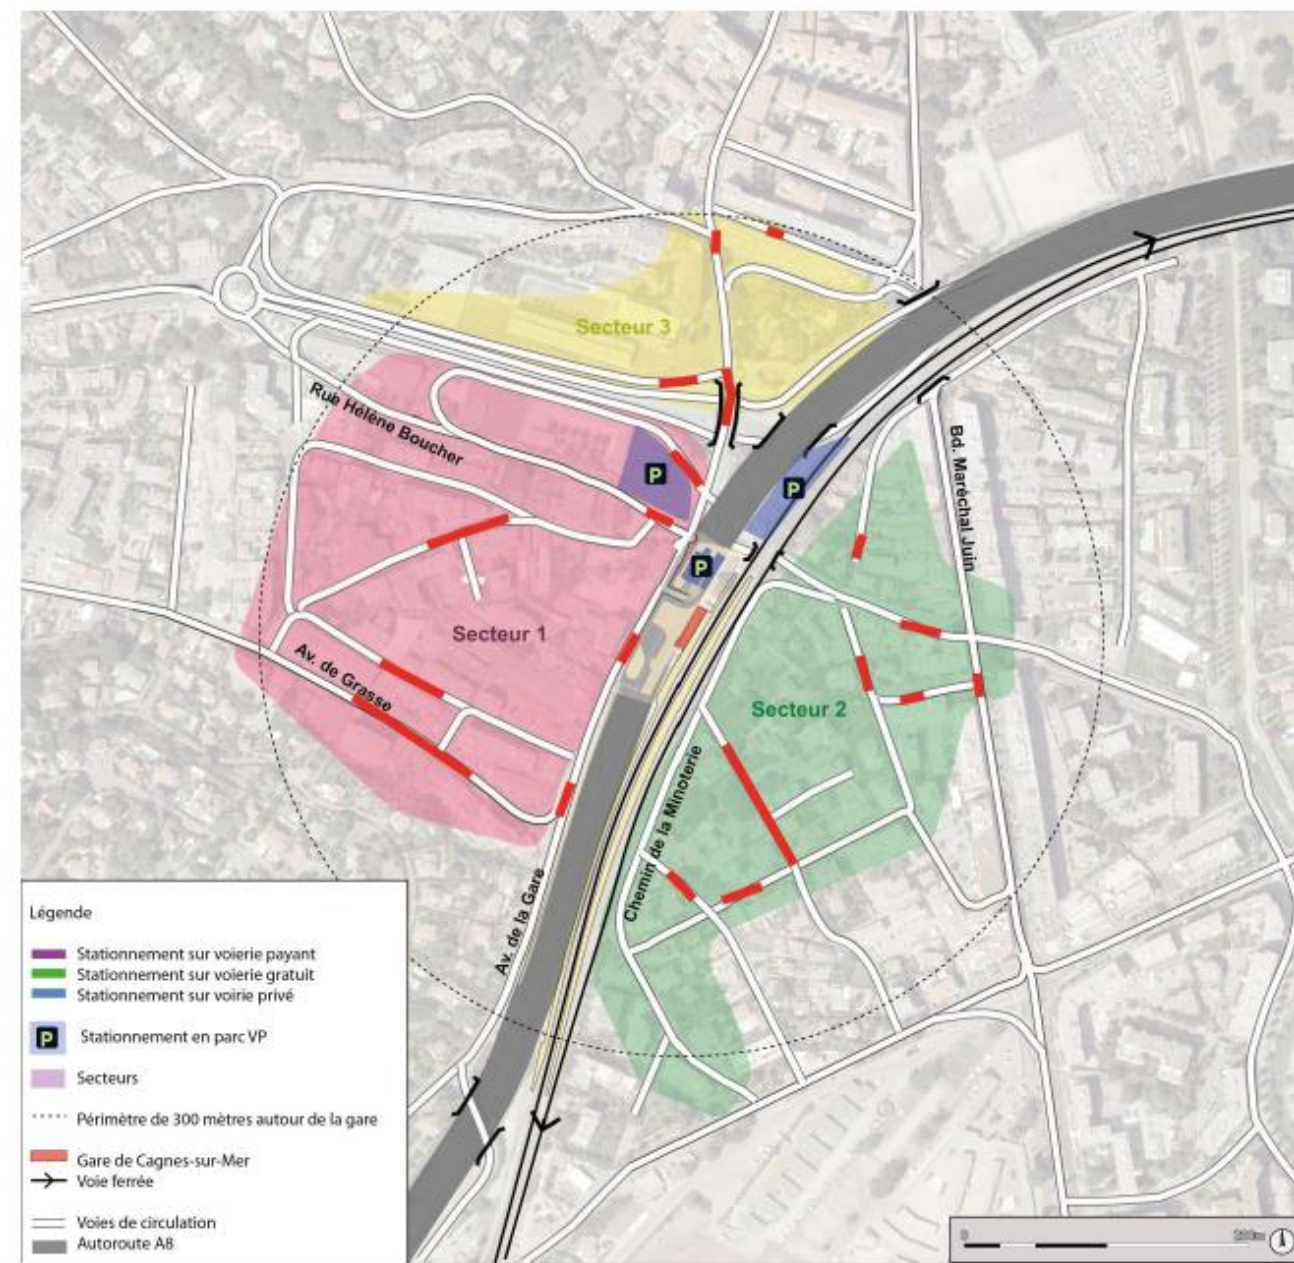 Secteur 3
Rue Hélène Boucher
P
P
Bd. Maréchal Juin
P
Secteur 1
Av. de Grasse
Secteur 2
Chemin de la Minoterie
Av. de la Gare
Légende
Stationnement sur voierie payant
Stationnement sur voierie gratuit
Stationnement sur voirie privé
P Stationnement en parc VP
Secteurs
Périmètre de 300 mètres autour de la gare
Gare de Cagnes-sur-Mer
Voie ferrée
Voies de circulation
Autoroute A8
0